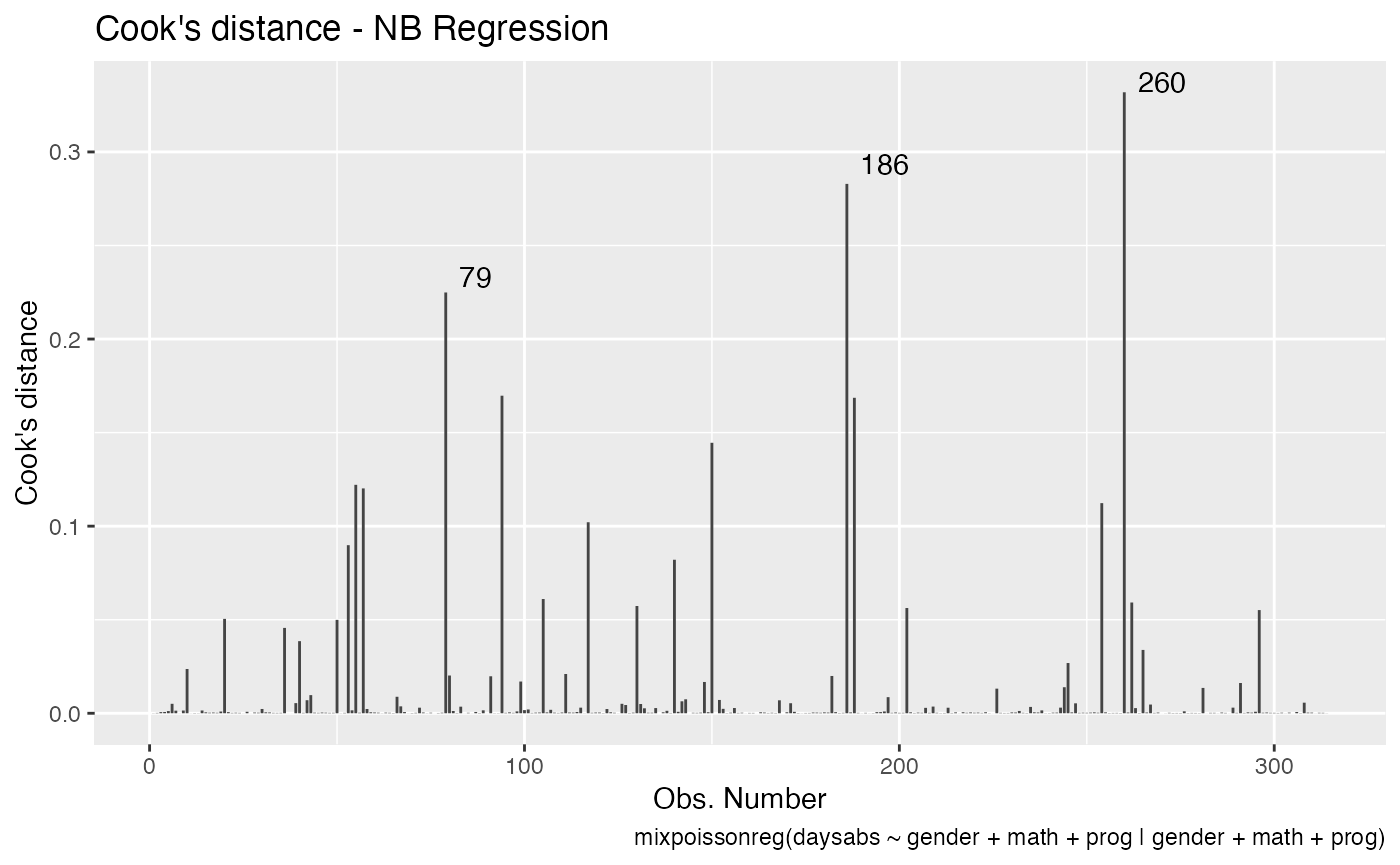 Cook's distance - NB Regression
260
0.3
186
79
0.2
Cook's distance
0.1
0.0
0 100 200 300
Obs. Number
mixpoissonreg(daysabs ~ gender + math + prog | gender + math + prog)